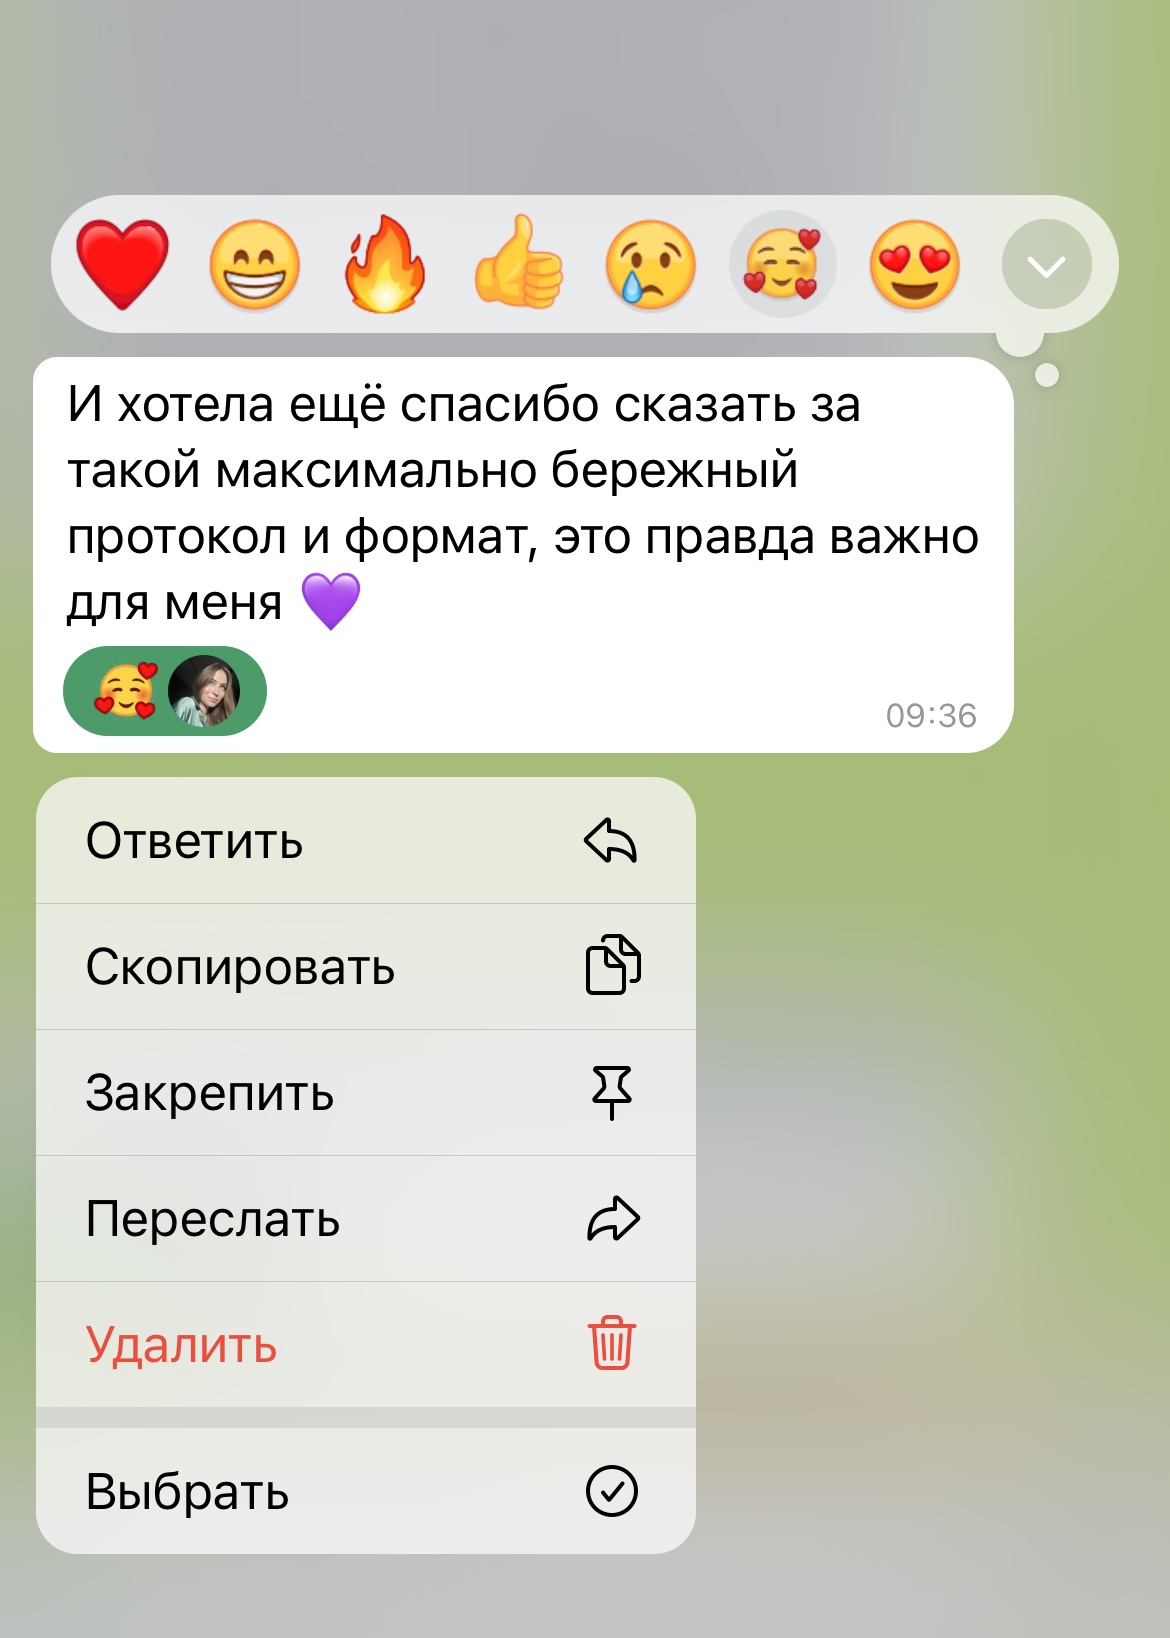 И хотела ещё спасибо сказать за
такой максимально бережный
протокол и формат, это правда важно
для меня 💜
09:36
Ответить
Скопировать
Закрепить
Переслать
Удалить
Выбрать